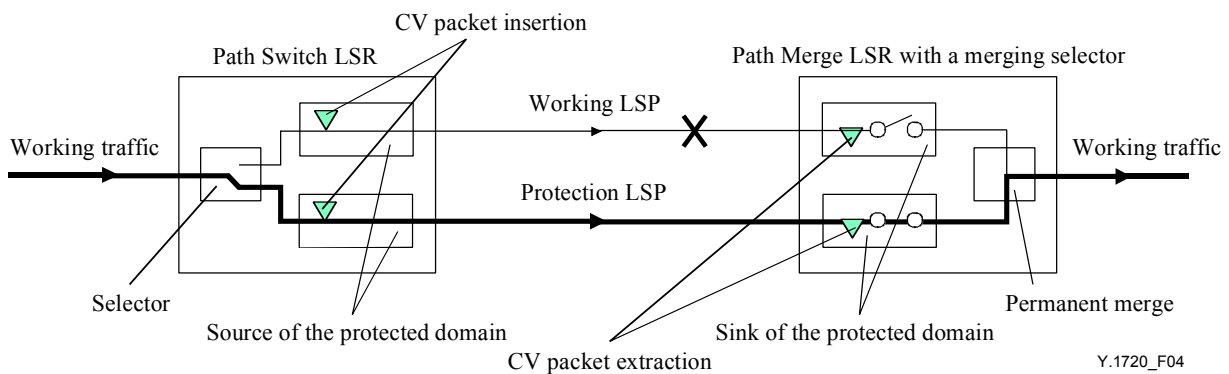 CV packet insertion
Path Switch LSR
Path Merge LSR with a merging selector
Working LSP
Working traffic
Working traffic
Protection LSP
Selector
Permanent merge
Source of the protected domain
Sink of the protected domain
CV packet extraction
Y.1720_F04